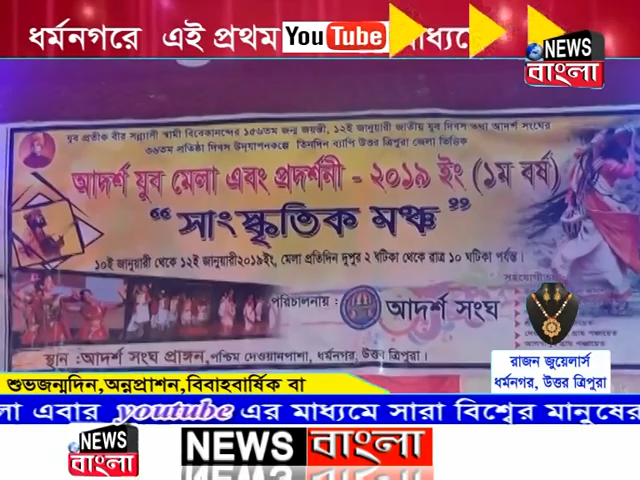 ধর্মনগরে এই প্রথম YouTube মাধ্যমে
NEWS
বাংলা
যুব প্রতীক বীর সন্ন্যাসী স্বামী বিবেকানন্দের ১৫৬তম জন্ম জয়ন্তী, ১২ই জানুয়ারী জাতীয় যুব দিবস তথা আদর্শ সংঘের
৩৬তম প্রতিষ্ঠা দিবস উদযাপনকল্পে তিনদিন ব্যাপি উত্তর ত্রিপুরা জেলা ভিত্তিক
আদর্শ যুব মেলা এবং প্রদর্শনী - ২০১৯ ইং (১ম বর্ষ)
“সাংস্কৃতিক মঞ্চ”
১০ই জানুয়ারী থেকে ১২ই জানুয়ারী২০১৯ইং, মেলা প্রতিদিন দুপুর ২ ঘটিকা থেকে রাত্র ১০ ঘটিকা পর্যন্ত।
পরিচালনায় : আদর্শ সংঘ
স্থান :আদর্শ সংঘ প্রাঙ্গন,পশ্চিম দেওয়ানপাশা, ধর্মনগর, উত্তর ত্রিপুরা।
রাজন জুয়েলার্স
ধর্মনগর, উত্তর ত্রিপুরা
শুভজন্মদিন,অন্নপ্রাশন,বিবাহবার্ষিক বা
লা এবার youtube এর মাধ্যমে সারা বিশ্বের মানুষের
NEWS
বাংলা
NEWS বাংলা